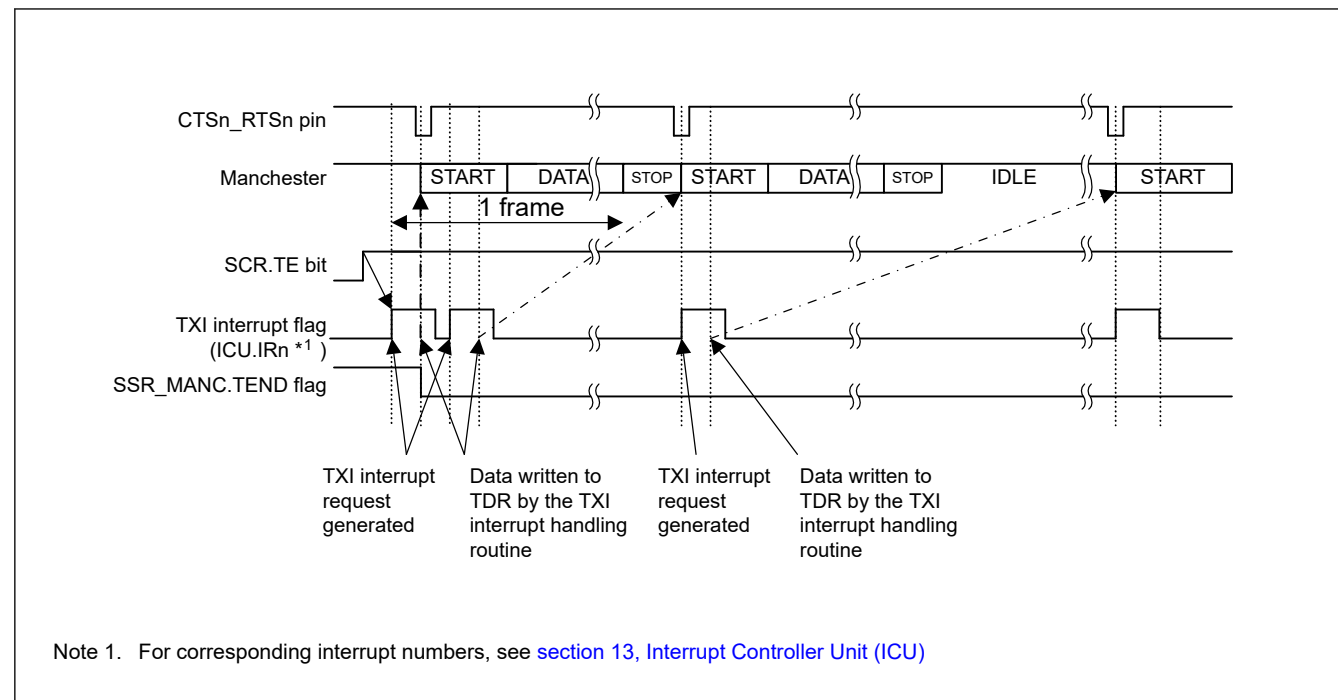 CTSn_RTSn pin
Manchester
START DATA STOP START DATA STOP IDLE START
1 frame
SCR.TE bit
TXI interrupt flag
(ICU.IRn *1 )
SSR_MANC.TEND flag
TXI interrupt
request
generated
Data written to
TDR by the TXI
interrupt handling
routine
TXI interrupt
request
generated
Data written to
TDR by the TXI
interrupt handling
routine
Note 1. For corresponding interrupt numbers, see section 13, Interrupt Controller Unit (ICU)